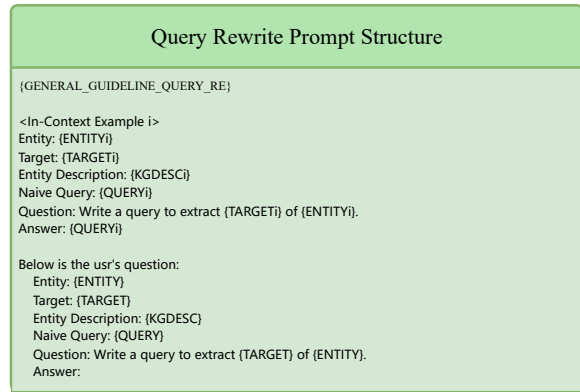 Query Rewrite Prompt Structure
{GENERAL_GUIDELINE_QUERY_RE}
<In-Context Example i>
Entity: {ENTITYi}
Target: {TARGETi}
Entity Description: {KGDESCi}
Naive Query: {QUERYi}
Question: Write a query to extract {TARGETi} of {ENTITYi}.
Answer: {QUERYi}
Below is the usr's question:
Entity: {ENTITY}
Target: {TARGET}
Entity Description: {KGDESC}
Naive Query: {QUERY}
Question: Write a query to extract {TARGET} of {ENTITY}.
Answer: